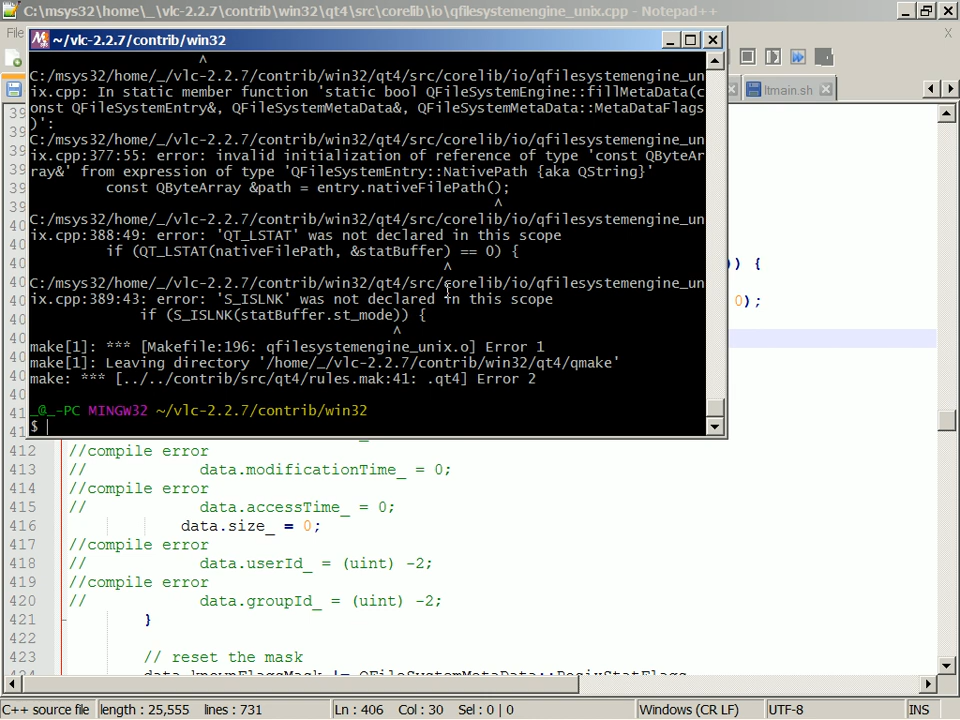 C:\msys32\home\_\vlc-2.2.7\contrib\win32\qt4\src\corelib\io\qfilesystemengine_unix.cpp - Notepad++
File
~/vlc-2.2.7/contrib/win32
ltmain.sh
^
C:/msys32/home/_/vlc-2.2.7/contrib/win32/qt4/src/corelib/io/qfilesystemengine_un
ix.cpp: In static member function 'static bool QFileSystemEngine::fillMetaData(c
onst QFileSystemEntry&, QFileSystemMetaData&, QFileSystemMetaData::MetaDataFlags
)':
C:/msys32/home/_/vlc-2.2.7/contrib/win32/qt4/src/corelib/io/qfilesystemengine_un
ix.cpp:377:55: error: invalid initialization of reference of type 'const QByteAr
ray&' from expression of type 'QFileSystemEntry::NativePath {aka QString}'
const QByteArray &path = entry.nativeFilePath();
^
C:/msys32/home/_/vlc-2.2.7/contrib/win32/qt4/src/corelib/io/qfilesystemengine_un
ix.cpp:388:49: error: 'QT_LSTAT' was not declared in this scope
if (QT_LSTAT(nativeFilePath, &statBuffer) == 0) {
^
C:/msys32/home/_/vlc-2.2.7/contrib/win32/qt4/src/corelib/io/qfilesystemengine_un
ix.cpp:389:43: error: 'S_ISLNK' was not declared in this scope
if (S_ISLNK(statBuffer.st_mode)) {
^
make[1]: *** [Makefile:196: qfilesystemengine_unix.o] Error 1
make[1]: Leaving directory '/home/_/vlc-2.2.7/contrib/win32/qt4/qmake'
make: *** [../../contrib/src/qt4/rules.mak:41: .qt4] Error 2
_@_-PC MINGW32 ~/vlc-2.2.7/contrib/win32
$
)) {
0);
412 //compile error
413 // data.modificationTime_ = 0;
414 //compile error
415 // data.accessTime_ = 0;
416 data.size_ = 0;
417 //compile error
418 // data.userId_ = (uint) -2;
419 //compile error
420 // data.groupId_ = (uint) -2;
421 }
422
423 // reset the mask
data.knownFlagsMask |= QFileSystemMetaData::PosixStatFlags
C++ source file length : 25,555 lines : 731 Ln : 406 Col : 30 Sel : 0 | 0 Windows (CR LF) UTF-8 INS